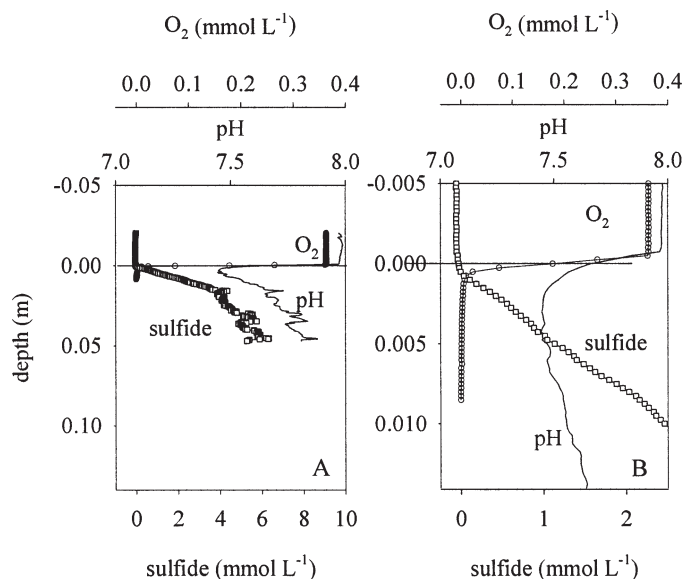 O2 (mmol L-1)
0.0 0.1 0.2 0.3 0.4
pH
7.0 7.5 8.0
-0.05
0.00
0.05
0.10
depth (m)
O2
pH
sulfide
A
0 2 4 6 8 10
sulfide (mmol L-1)
O2 (mmol L-1)
0.0 0.1 0.2 0.3 0.4
pH
7.0 7.5 8.0
-0.005
0.000
0.005
0.010
O2
sulfide
pH
B
0 1 2
sulfide (mmol L-1)